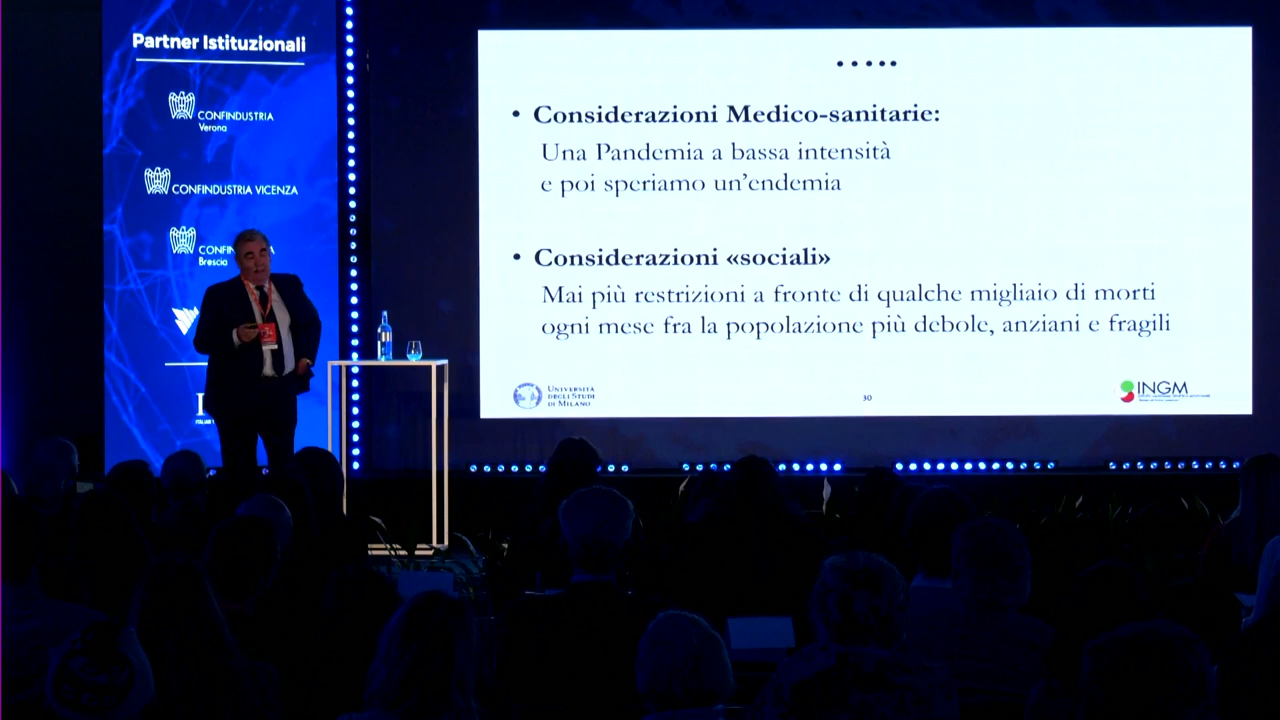 Partner Istituzionali
CONFINDUSTRIA
Verona
CONFINDUSTRIA VICENZA
Brescia
.....
• Considerazioni Medico-sanitarie:
Una Pandemia a bassa intensità
e poi speriamo un'endemia
• Considerazioni «sociali»
Mai più restrizioni a fronte di qualche migliaio di morti
ogni mese fra la popolazione più debole, anziani e fragili
UNIVERSITÀ
DEGLI STUDI
DI MILANO
30
INGM